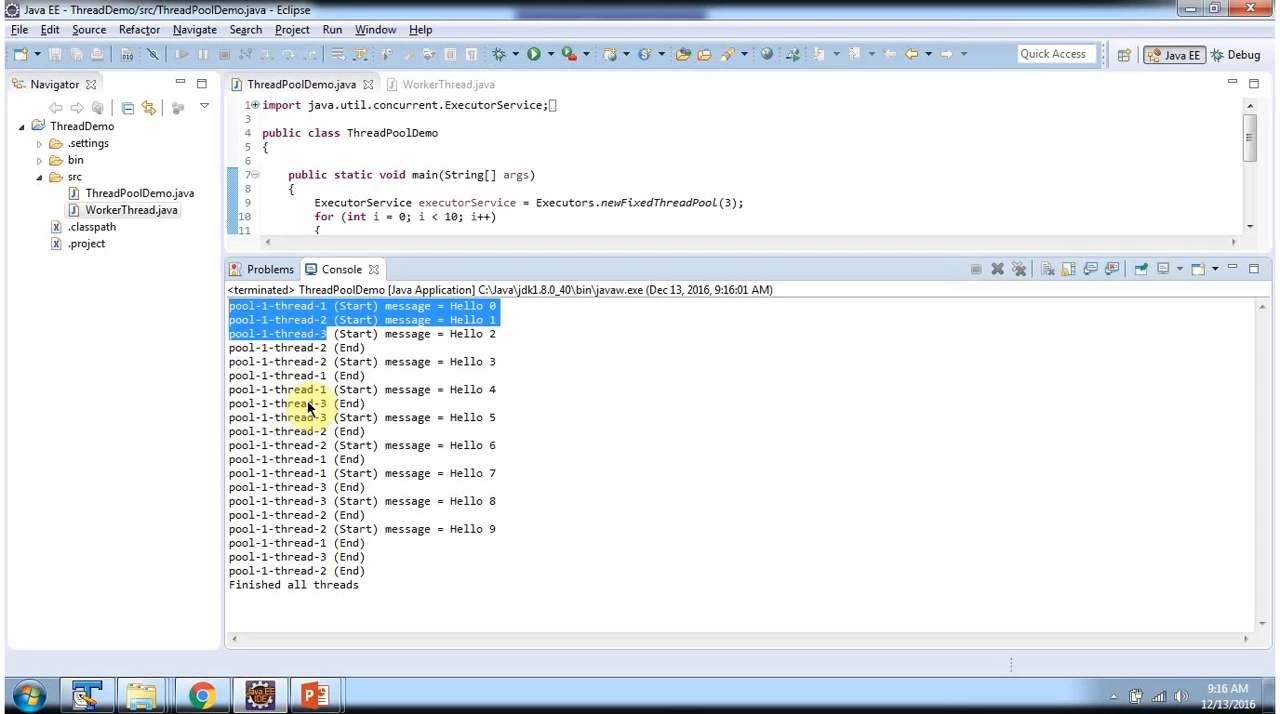 Java EE - ThreadDemo/src/ThreadPoolDemo.java - Eclipse
File Edit Source Refactor Navigate Search Project Run Window Help
Quick Access Java EE Debug
Navigator
ThreadDemo
.settings
bin
src
ThreadPoolDemo.java
WorkerThread.java
.classpath
.project
ThreadPoolDemo.java WorkerThread.java
1 import java.util.concurrent.ExecutorService;
3
4 public class ThreadPoolDemo
5 {
6
7 public static void main(String[] args)
8 {
9 ExecutorService executorService = Executors.newFixedThreadPool(3);
10 for (int i = 0; i < 10; i++)
11 {
Problems Console
<terminated> ThreadPoolDemo [Java Application] C:\Java\jdk1.8.0_40\bin\javaw.exe (Dec 13, 2016, 9:16:01 AM)
pool-1-thread-1 (Start) message = Hello 0
pool-1-thread-2 (Start) message = Hello 1
pool-1-thread-3 (Start) message = Hello 2
pool-1-thread-2 (End)
pool-1-thread-2 (Start) message = Hello 3
pool-1-thread-1 (End)
pool-1-thread-1 (Start) message = Hello 4
pool-1-thread-3 (End)
pool-1-thread-3 (Start) message = Hello 5
pool-1-thread-2 (End)
pool-1-thread-2 (Start) message = Hello 6
pool-1-thread-1 (End)
pool-1-thread-1 (Start) message = Hello 7
pool-1-thread-3 (End)
pool-1-thread-3 (Start) message = Hello 8
pool-1-thread-2 (End)
pool-1-thread-2 (Start) message = Hello 9
pool-1-thread-1 (End)
pool-1-thread-3 (End)
pool-1-thread-2 (End)
Finished all threads
Java EE
IDE
9:16 AM
12/13/2016